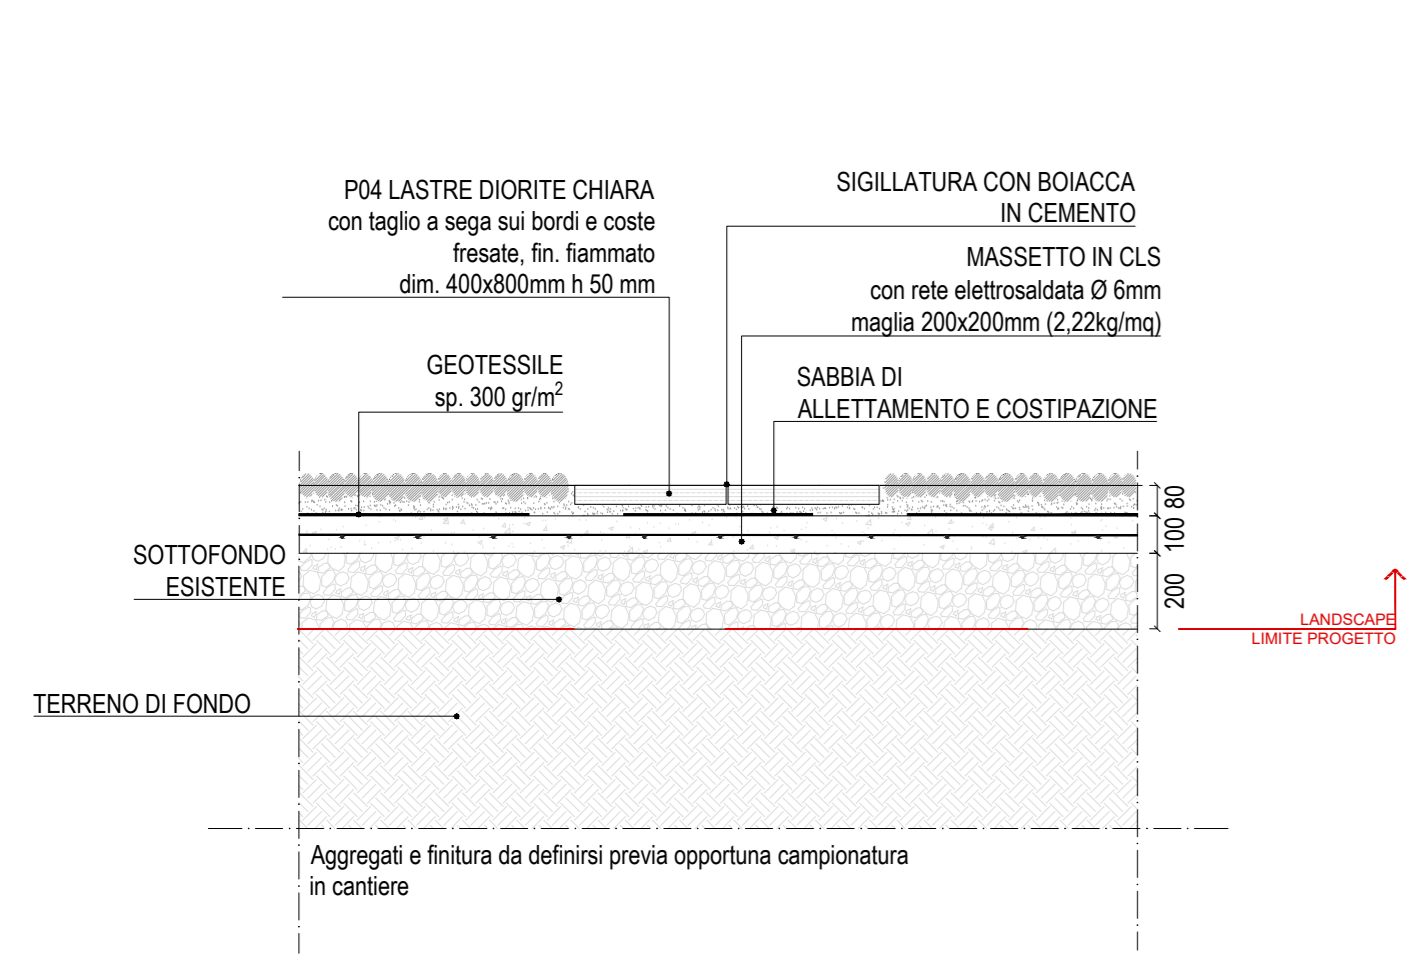 P04 LASTRE DIORITE CHIARA
con taglio a sega sui bordi e coste
fresate, fin. fiammato
dim. 400x800mm h 50 mm
SIGILLATURA CON BOIACCA
IN CEMENTO
MASSETTO IN CLS
con rete elettrosaldata Ø 6mm
maglia 200x200mm (2,22kg/mq)
GEOTESSILE
sp. 300 gr/m²
SABBIA DI
ALLETTAMENTO E COSTIPAZIONE
80
100
200
SOTTOFONDO
ESISTENTE
LANDSCAPE
LIMITE PROGETTO
TERRENO DI FONDO
Aggregati e finitura da definirsi previa opportuna campionatura
in cantiere